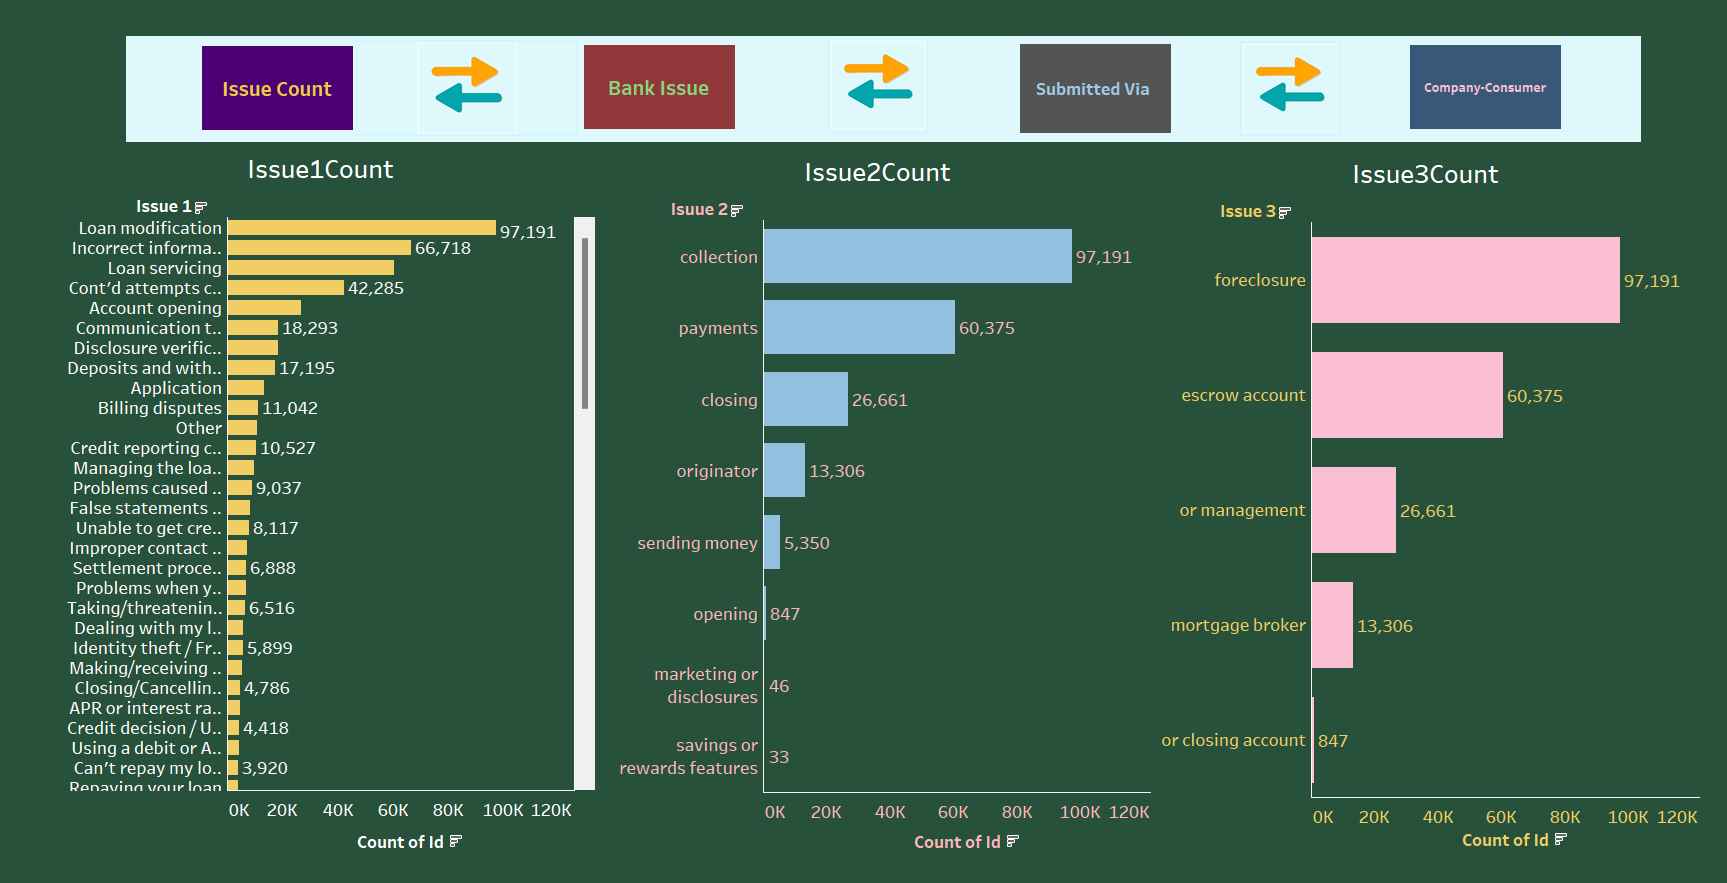 Issue Count
Bank Issue
Submitted Via
Company-Consumer
Issue1Count
Issue 1
Loan modification 97,191
Incorrect informa.. 66,718
Loan servicing
Cont’d attempts c.. 42,285
Account opening
Communication t.. 18,293
Disclosure verific..
Deposits and with.. 17,195
Application
Billing disputes 11,042
Other
Credit reporting c.. 10,527
Managing the loa..
Problems caused .. 9,037
False statements ..
Unable to get cre.. 8,117
Improper contact ..
Settlement proce.. 6,888
Problems when y..
Taking/threatenin.. 6,516
Dealing with my l..
Identity theft / Fr.. 5,899
Making/receiving ..
Closing/Cancellin.. 4,786
APR or interest ra..
Credit decision / U.. 4,418
Using a debit or A..
Can’t repay my lo.. 3,920
Repaying your loan
0K 20K 40K 60K 80K 100K 120K
Count of Id
Issue2Count
Isuue 2
collection 97,191
payments 60,375
closing 26,661
originator 13,306
sending money 5,350
opening 847
marketing or
disclosures 46
savings or
rewards features 33
0K 20K 40K 60K 80K 100K 120K
Count of Id
Issue3Count
Issue 3
foreclosure 97,191
escrow account 60,375
or management 26,661
mortgage broker 13,306
or closing account 847
0K 20K 40K 60K 80K 100K 120K
Count of Id